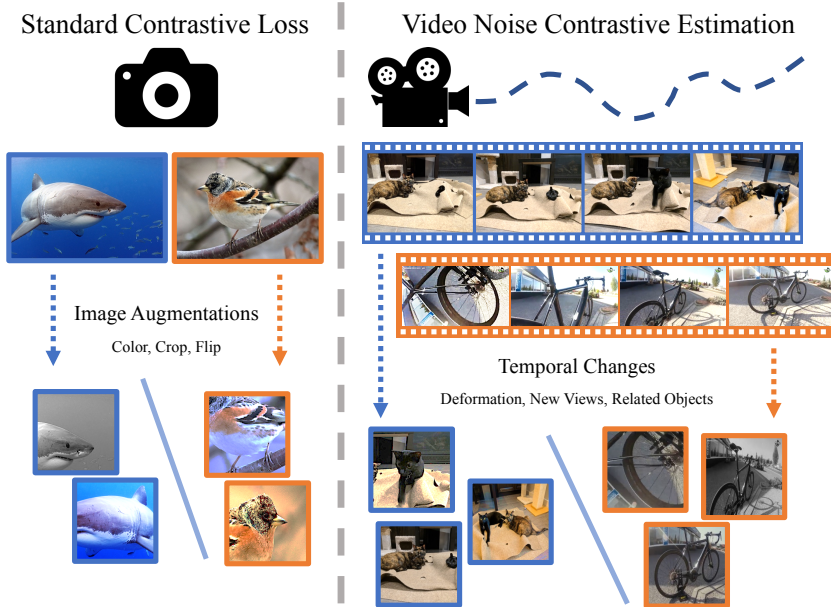 Standard Contrastive Loss
Video Noise Contrastive Estimation
Image Augmentations
Color, Crop, Flip
Temporal Changes
Deformation, New Views, Related Objects